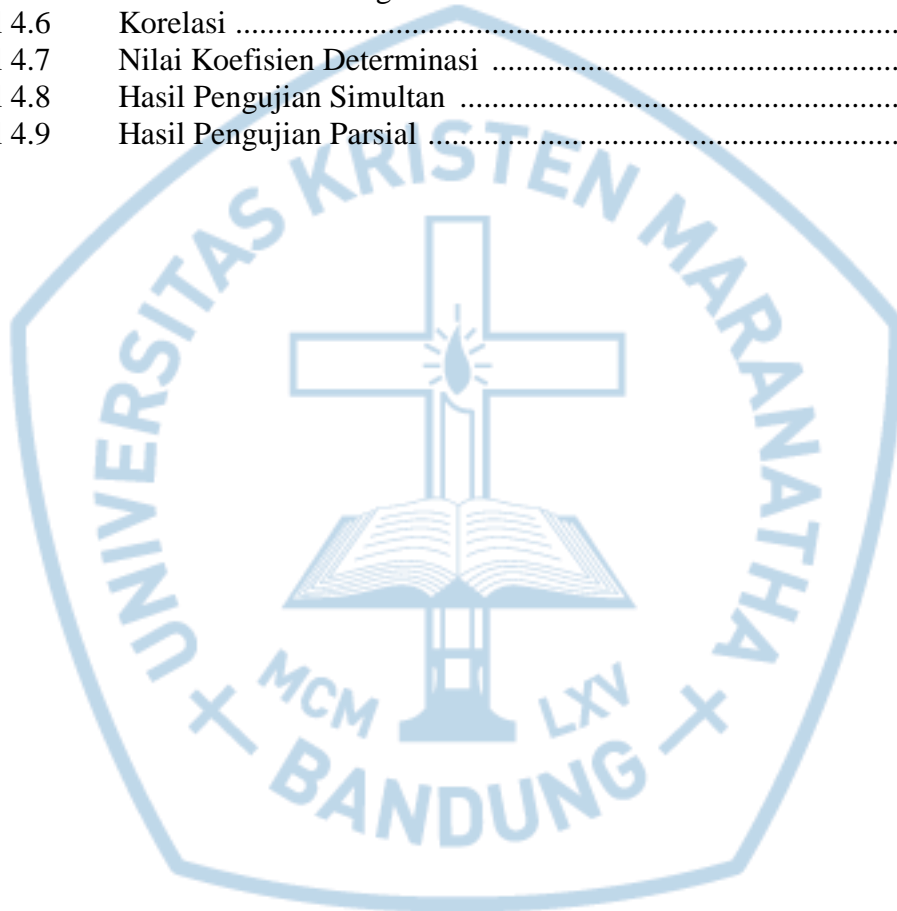 4.6 Korelasi ....................................................................................
4.7 Nilai Koefisien Determinasi .....................................................
4.8 Hasil Pengujian Simultan .........................................................
4.9 Hasil Pengujian Parsial .............................................................
UNIVERSITAS KRISTEN MARANATHA
MCM LXV
BANDUNG